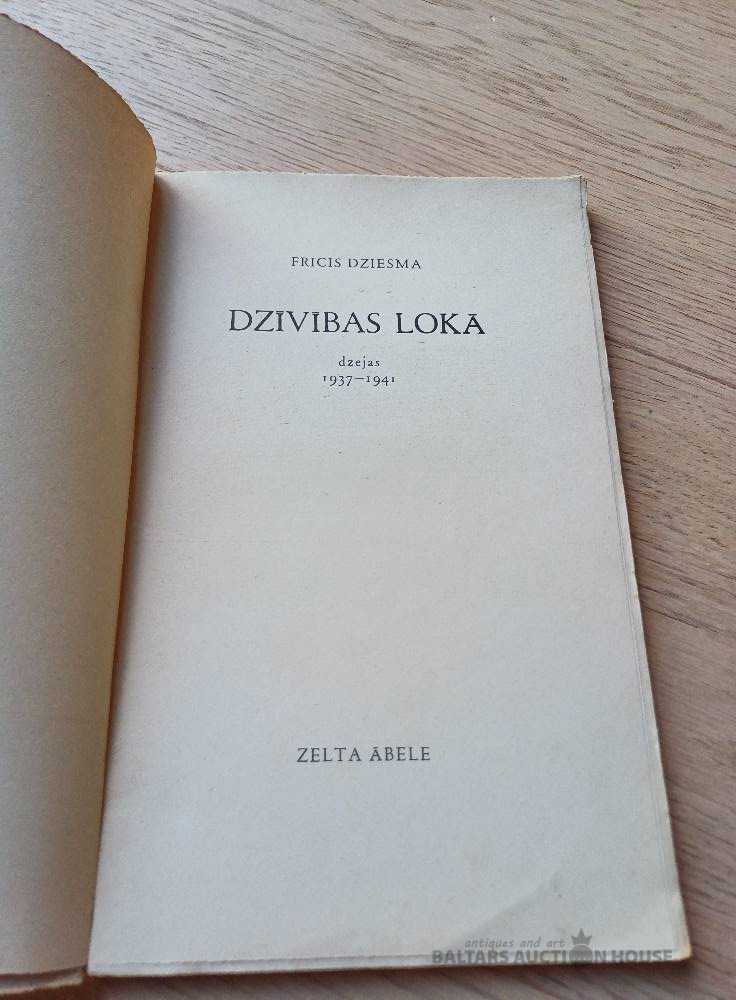 FRICIS DZIESMA
DZĪVĪBAS LOKĀ
dzejas
1937—1941
ZELTA ĀBELE
antiques and art
BALTARS AUCTION HOUSE